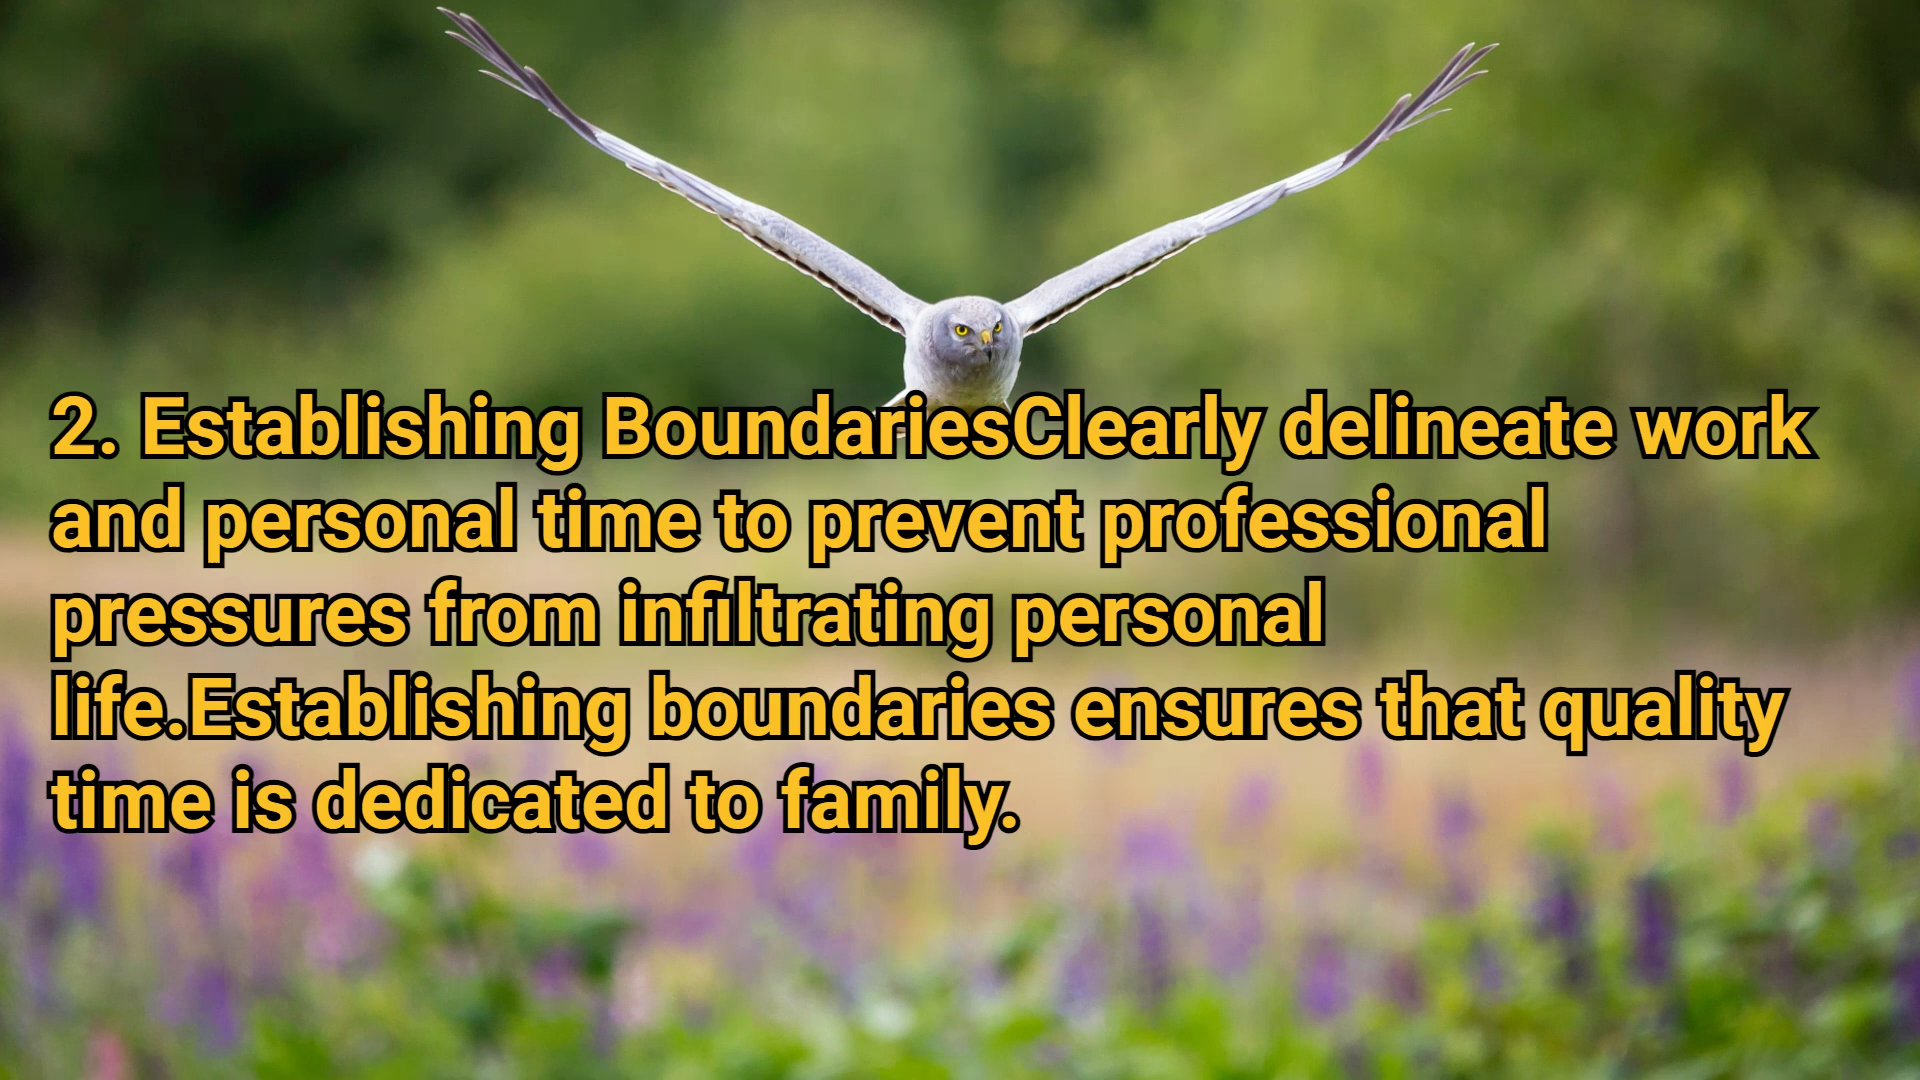 2. Establishing BoundariesClearly delineate work
and personal time to prevent professional
pressures from infiltrating personal
life.Establishing boundaries ensures that quality
time is dedicated to family.